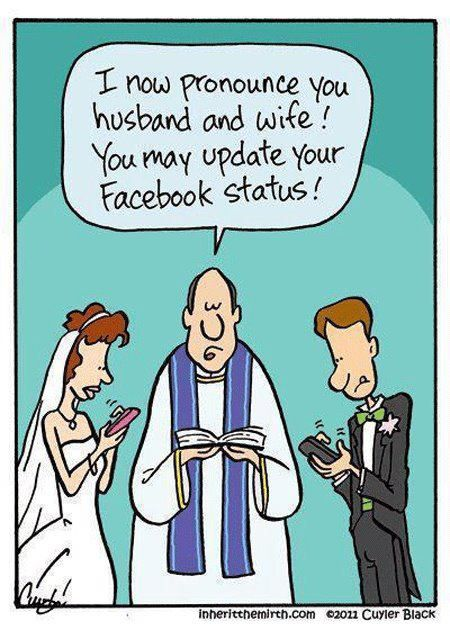 I now pronounce you
husband and wife!
You may update your
Facebook status!
inheritthemirth.com ©2011 Cuyler Black